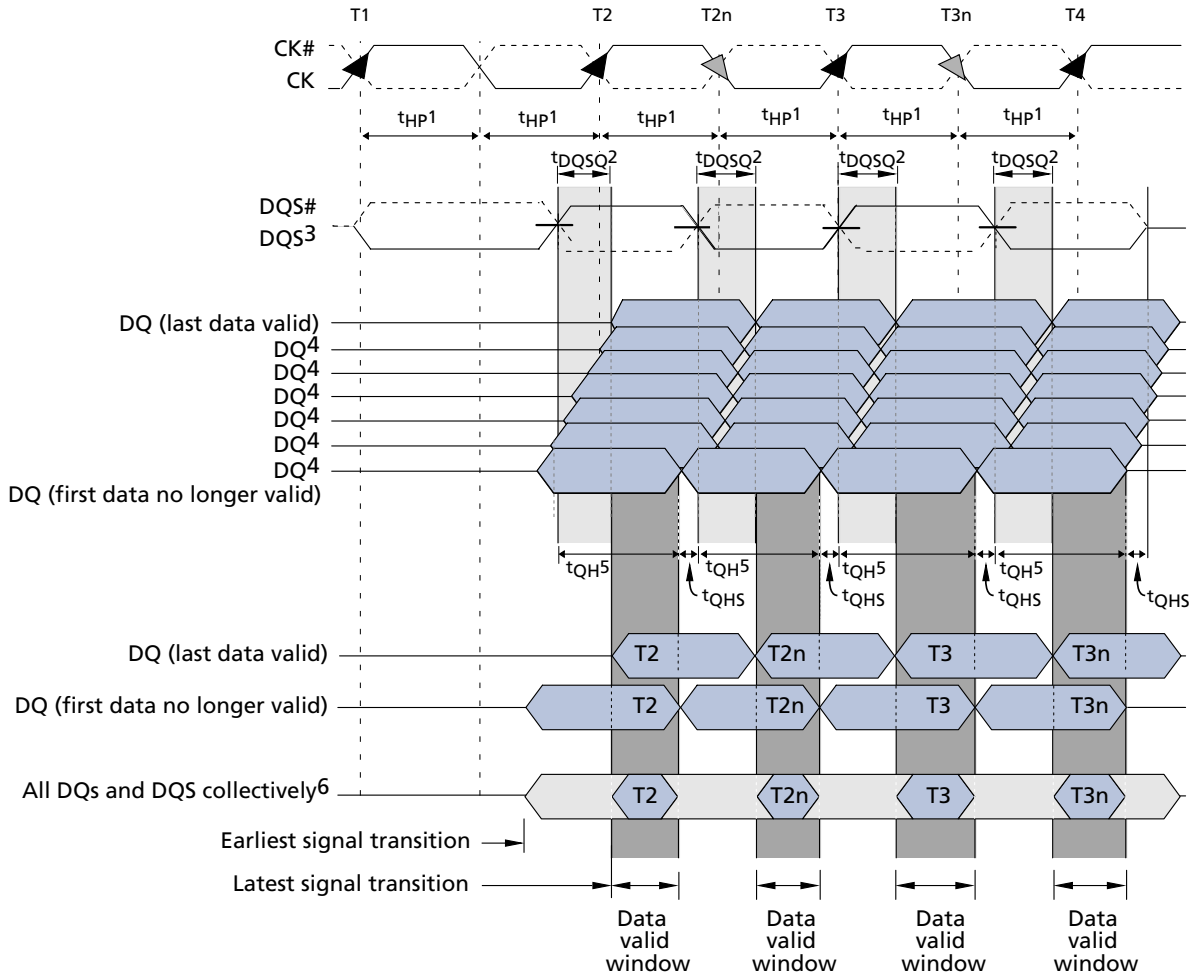 T1 T2 T2n T3 T3n T4
CK#
CK
tHP1 tHP1 tHP1 tHP1 tHP1 tHP1
tDQSQ2 tDQSQ2 tDQSQ2 tDQSQ2
DQS#
DQS3
DQ (last data valid)
DQ4
DQ4
DQ4
DQ4
DQ4
DQ4
DQ (first data no longer valid)
tQH5 tQH5 tQH5 tQH5
tQHS tQHS tQHS tQHS
DQ (last data valid) T2 T2n T3 T3n
DQ (first data no longer valid) T2 T2n T3 T3n
All DQs and DQS collectively6 T2 T2n T3 T3n
Earliest signal transition
Latest signal transition
Data valid window
Data valid window
Data valid window
Data valid window